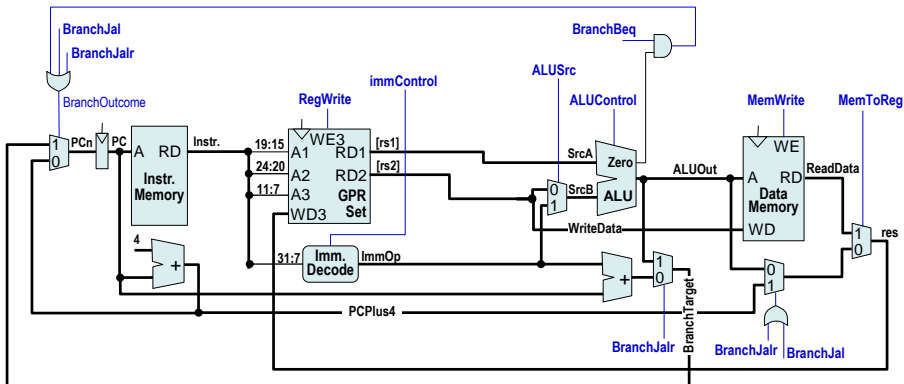 BranchJal
BranchJalr
BranchOutcome
BranchBeq
immControl
RegWrite
ALUSrc
ALUControl
MemWrite
MemToReg
1
0
PCn
PC
A RD
Instr.
Memory
Instr.
19:15
24:20
11:7
WE3
A1 RD1
A2 RD2
A3 GPR
Set
WD3
[rs1]
[rs2]
SrcA
0
1
SrcB
Zero
ALU
ALUOut
WriteData
WE
A RD
Data
Memory
WD
ReadData
1
0
res
4
+
31:7
Imm.
Decode
ImmOp
+
1
0
BranchTarget
0
1
PCPlus4
BranchJalr
BranchJalr
BranchJal